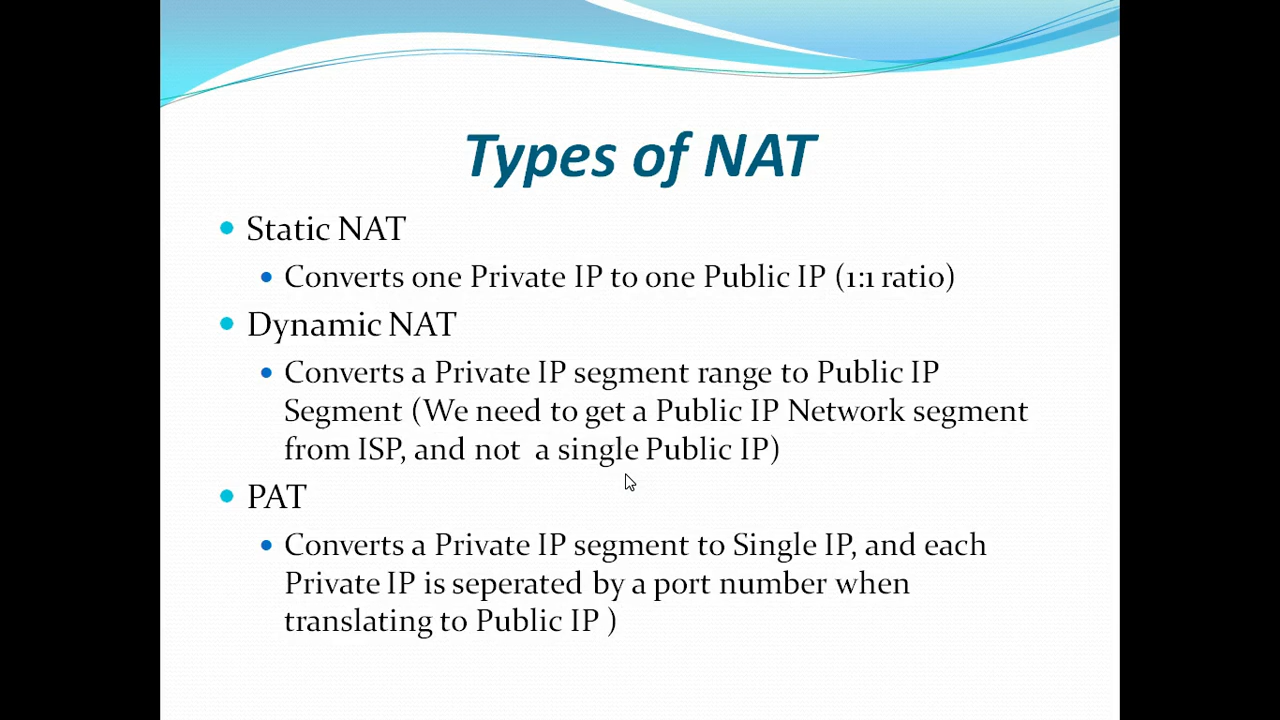 Types of NAT
Static NAT
Converts one Private IP to one Public IP (1:1 ratio)
Dynamic NAT
Converts a Private IP segment range to Public IP
Segment (We need to get a Public IP Network segment
from ISP, and not  a single Public IP)
PAT
Converts a Private IP segment to Single IP, and each
Private IP is seperated by a port number when
translating to Public IP )